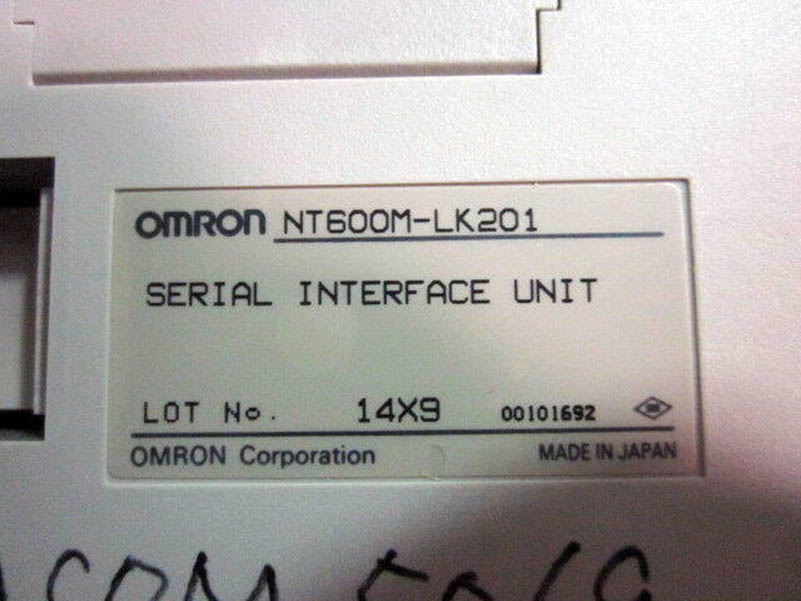 OMRON NT600M-LK201
SERIAL INTERFACE UNIT
LOT No. 14X9 00101692
OMRON Corporation MADE IN JAPAN